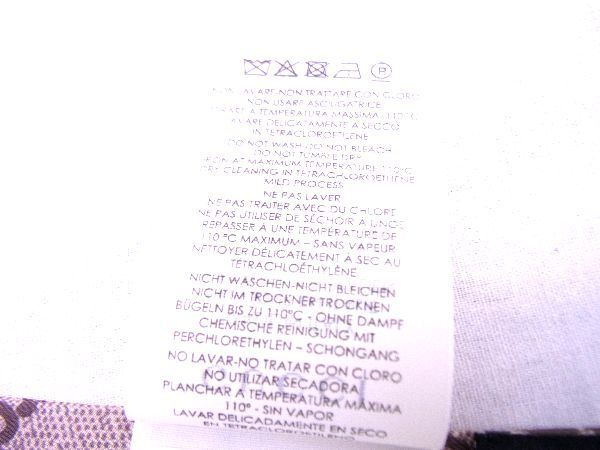 NON LAVARE-NON TRATTARE CON CLORO
NON USARE ASCIUGATRICE
A TEMPERATURA MASSIMA 110°C
LAVARE DELICATAMENTE A SECCO
IN TETRACLOROETILENE
DO NOT WASH-DO NOT BLEACH
DO NOT TUMBLE DRY
IRON AT MAXIMUM TEMPERATURE 110°C
DRY CLEANING IN TETRACHLOROETHENE
MILD PROCESS
NE PAS LAVER
NE PAS TRAITER AVEC DU CHLORE
NE PAS UTILISER DE SÉCHOIR À LINGE
REPASSER À UNE TEMPÉRATURE DE
110 °C MAXIMUM – SANS VAPEUR
NETTOYER DÉLICATEMENT À SEC AU
TÉTRACHLOÉTHYLÈNE
NICHT WASCHEN-NICHT BLEICHEN
NICHT IM TROCKNER TROCKNEN
BÜGELN BIS ZU 110°C - OHNE DAMPF
CHEMISCHE REINIGUNG MIT
PERCHLORETHYLEN – SCHONGANG
NO LAVAR-NO TRATAR CON CLORO
NO UTILIZAR SECADORA
PLANCHAR A TEMPERATURA MÁXIMA
110° - SIN VAPOR
LAVAR DELICADAMENTE EN SECO
EN TETRACLOROETILENO